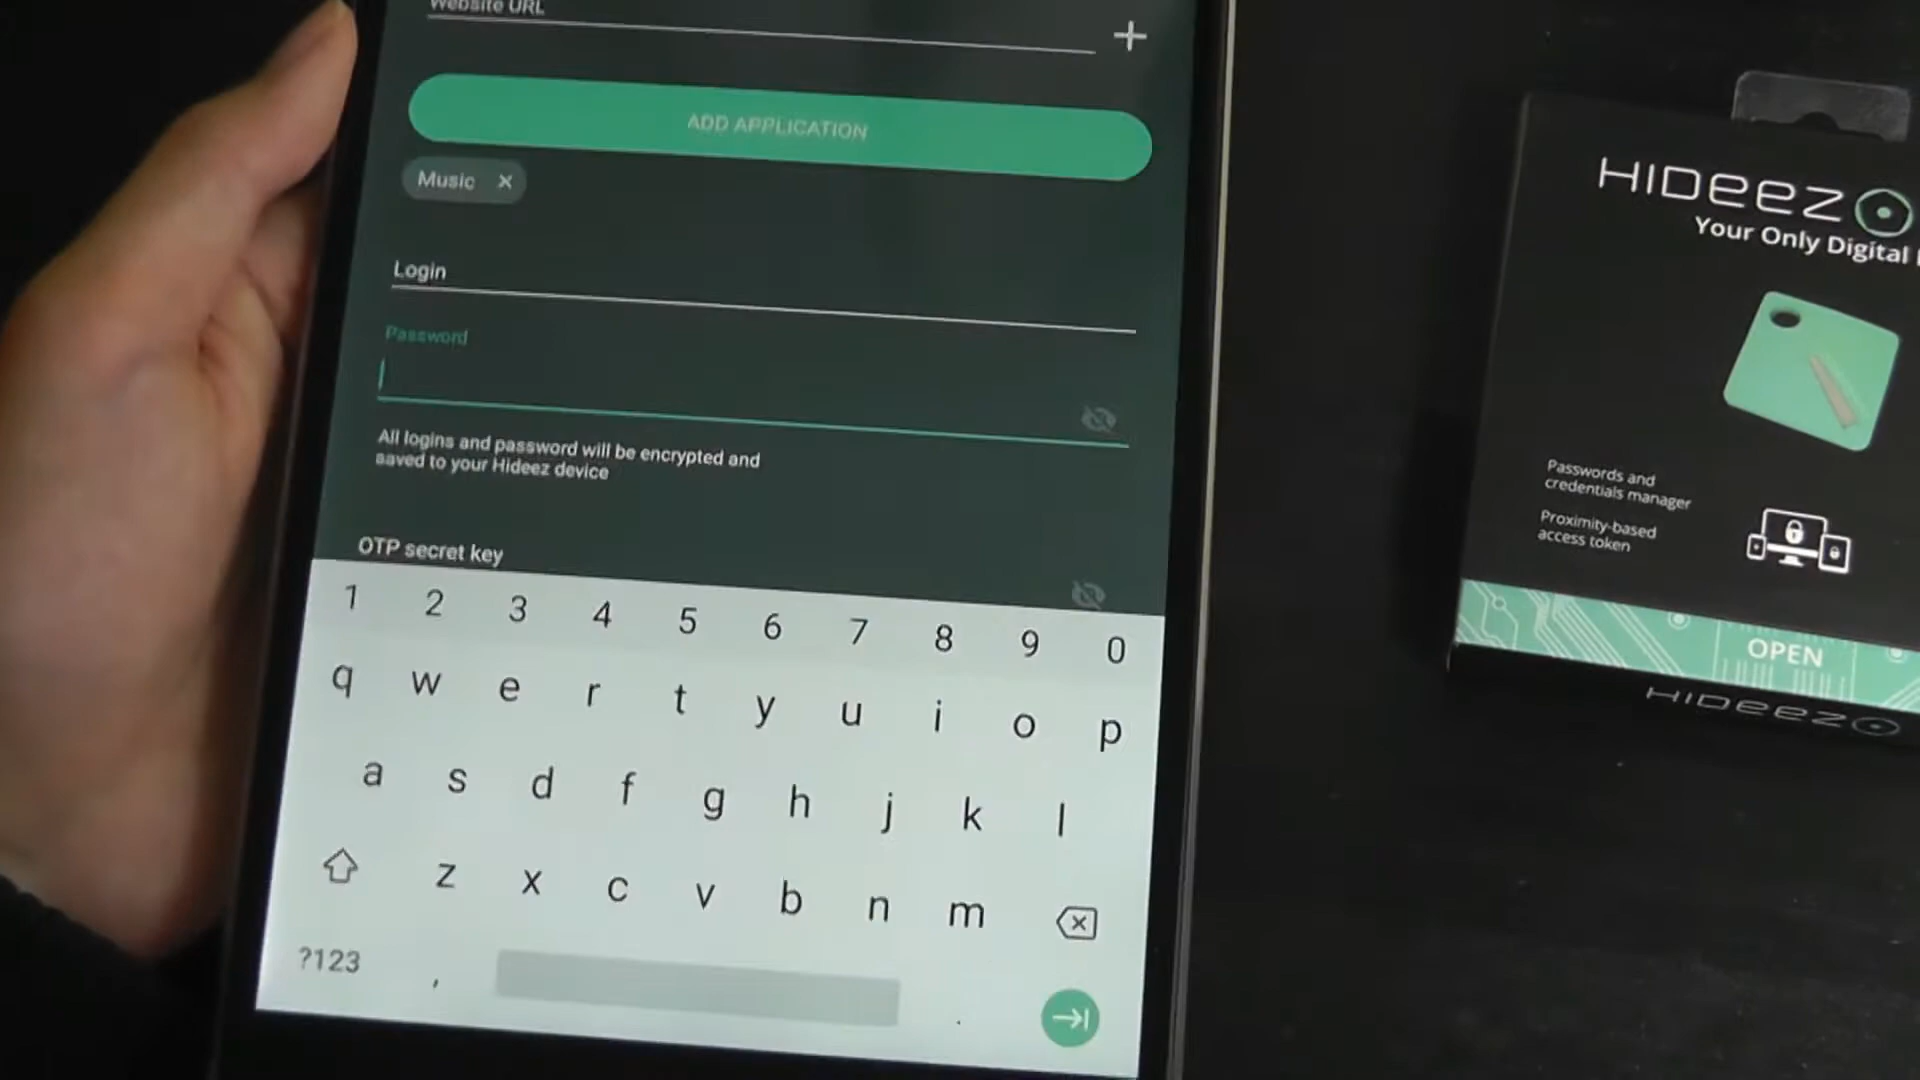 Website URL
ADD APPLICATION
Music
Login
Password
All logins and password will be encrypted and
saved to your Hideez device
OTP secret key
1 2 3 4 5 6 7 8 9 0
q w e r t y u i o p
a s d f g h j k l
z x c v b n m
?123 , .
HIDEEZ
Your Only Digital
Passwords and
credentials manager
Proximity-based
access token
OPEN
HIDEEZ